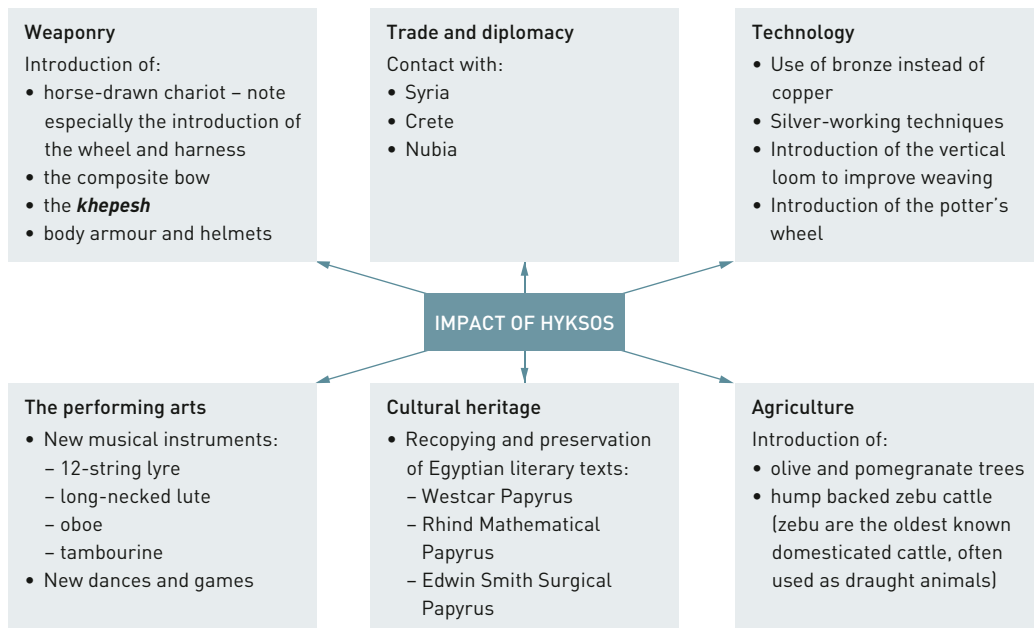 Weaponry
Introduction of:
• horse-drawn chariot – note
especially the introduction of
the wheel and harness
• the composite bow
• the khepesh
• body armour and helmets
Trade and diplomacy
Contact with:
• Syria
• Crete
• Nubia
Technology
• Use of bronze instead of
copper
• Silver-working techniques
• Introduction of the vertical
loom to improve weaving
• Introduction of the potter’s
wheel
IMPACT OF HYKSOS
The performing arts
• New musical instruments:
– 12-string lyre
– long-necked lute
– oboe
– tambourine
• New dances and games
Cultural heritage
• Recopying and preservation
of Egyptian literary texts:
– Westcar Papyrus
– Rhind Mathematical
Papyrus
– Edwin Smith Surgical
Papyrus
Agriculture
Introduction of:
• olive and pomegranate trees
• hump backed zebu cattle
(zebu are the oldest known
domesticated cattle, often
used as draught animals)